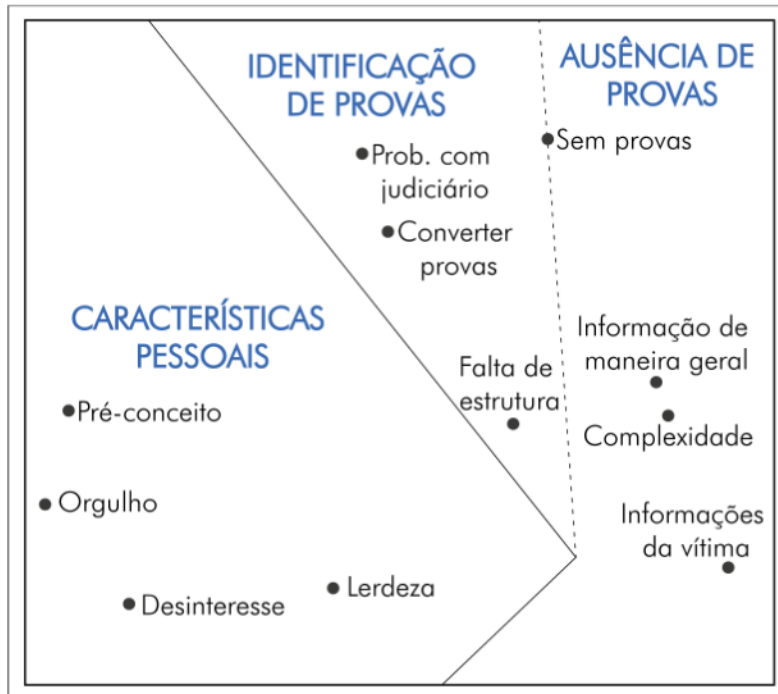 IDENTIFICAÇÃO
DE PROVAS
AUSÊNCIA DE
PROVAS
Prob. com
judiciário
Sem provas
Converter
provas
CARACTERÍSTICAS
PESSOAIS
Informação de
maneira geral
Falta de
estrutura
Pré-conceito
Complexidade
Orgulho
Informações
da vítima
Desinteresse
Lerdeza